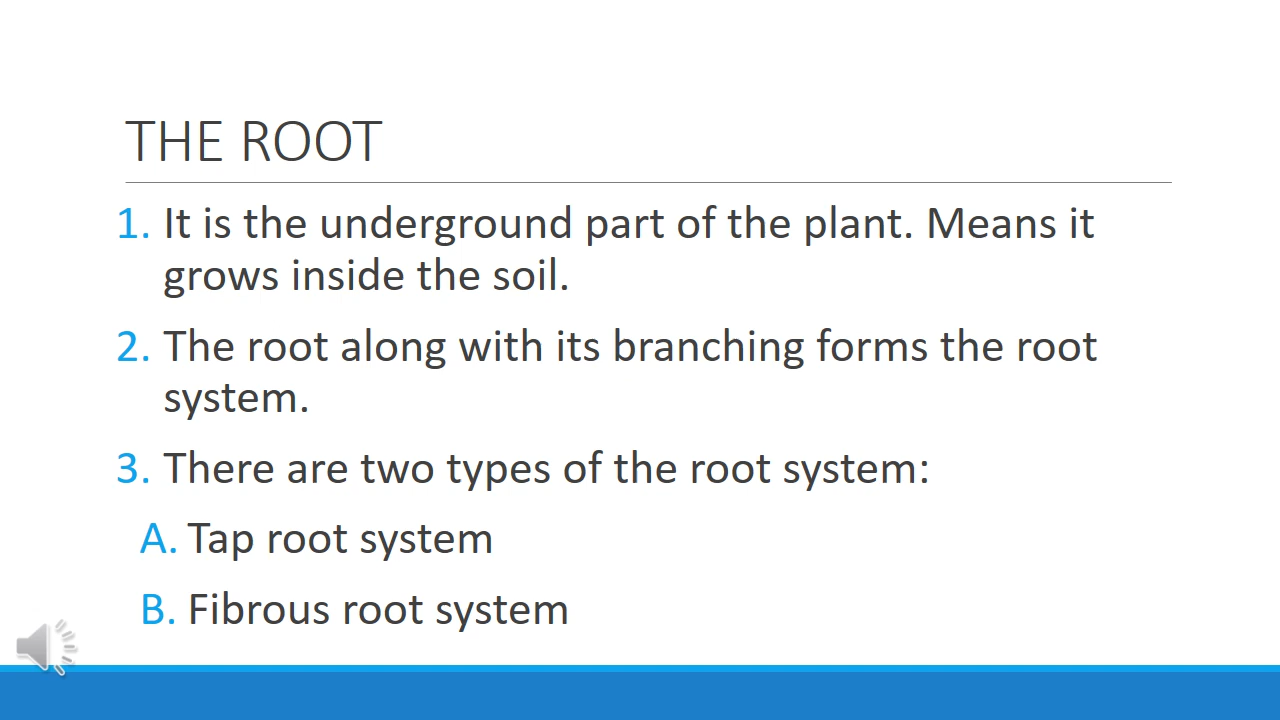 THE ROOT
1. It is the underground part of the plant. Means it
grows inside the soil.
2. The root along with its branching forms the root
system.
3. There are two types of the root system:
A. Tap root system
B. Fibrous root system